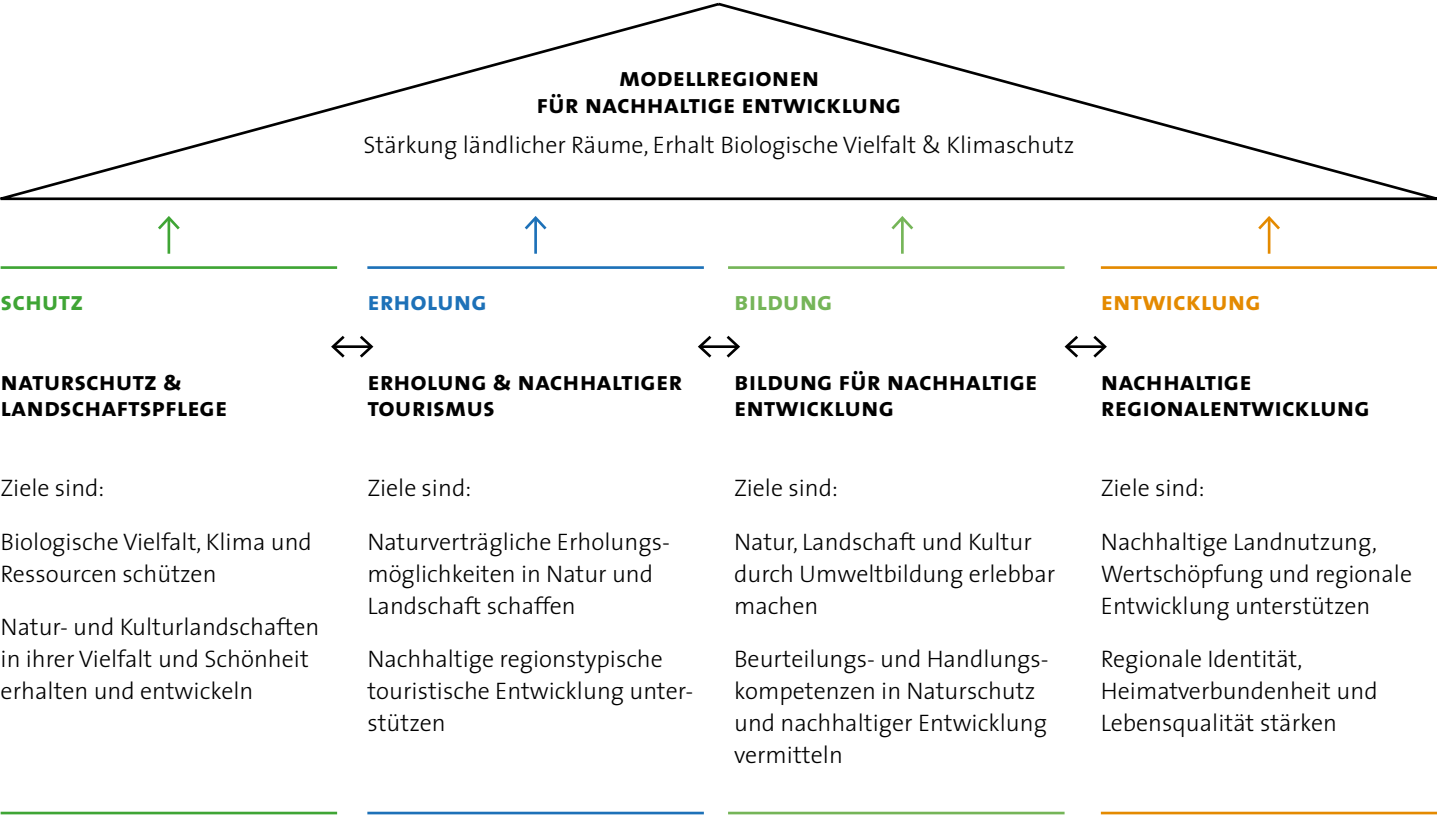 MODELLREGIONEN
FÜR NACHHALTIGE ENTWICKLUNG
Stärkung ländlicher Räume, Erhalt Biologische Vielfalt & Klimaschutz
SCHUTZ
NATURSCHUTZ &
LANDSCHAFTSPFLEGE
Ziele sind:
Biologische Vielfalt, Klima und
Ressourcen schützen
Natur- und Kulturlandschaften
in ihrer Vielfalt und Schönheit
erhalten und entwickeln
ERHOLUNG
ERHOLUNG & NACHHALTIGER
TOURISMUS
Ziele sind:
Naturverträgliche Erholungs-
möglichkeiten in Natur und
Landschaft schaffen
Nachhaltige regionstypische
touristische Entwicklung unter-
stützen
BILDUNG
BILDUNG FÜR NACHHALTIGE
ENTWICKLUNG
Ziele sind:
Natur, Landschaft und Kultur
durch Umweltbildung erlebbar
machen
Beurteilungs- und Handlungs-
kompetenzen in Naturschutz
und nachhaltiger Entwicklung
vermitteln
ENTWICKLUNG
NACHHALTIGE
REGIONALENTWICKLUNG
Ziele sind:
Nachhaltige Landnutzung,
Wertschöpfung und regionale
Entwicklung unterstützen
Regionale Identität,
Heimatverbundenheit und
Lebensqualität stärken